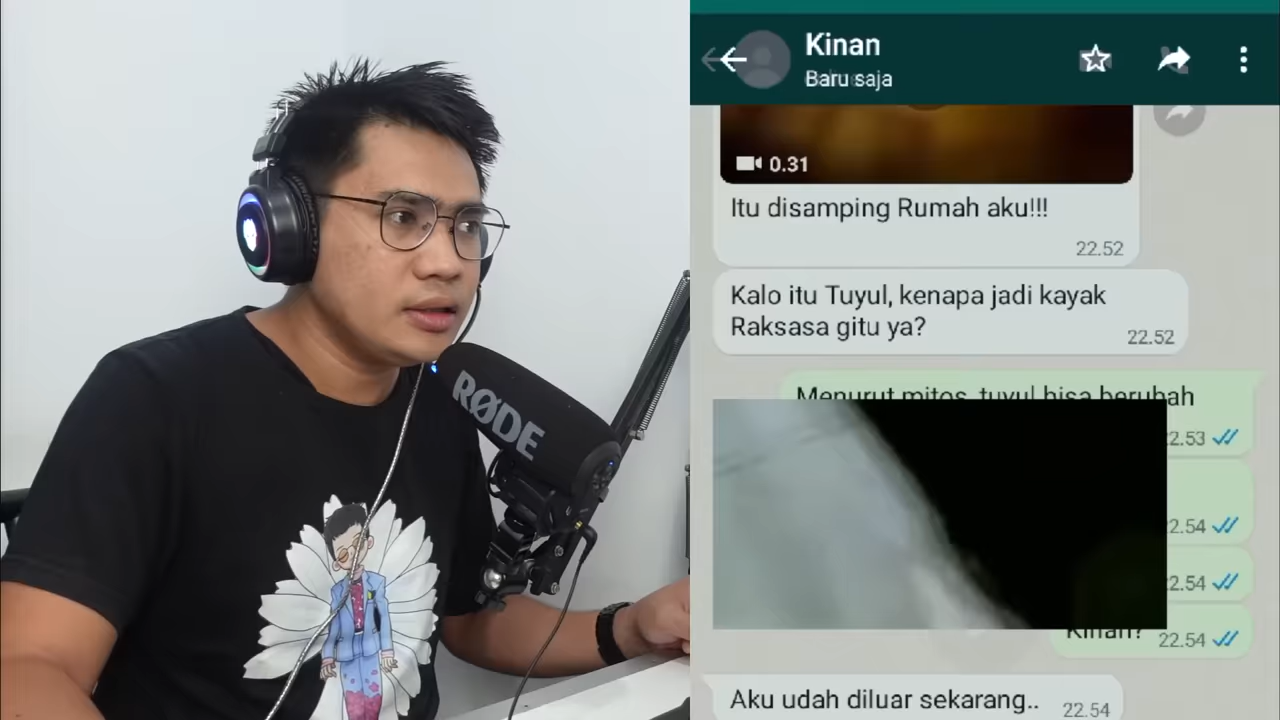 Kinan
Baru saja
0.31
Itu disamping Rumah aku!!!
22.52
Kalo itu Tuyul, kenapa jadi kayak
Raksasa gitu ya?
22.52
Menurut mitos, tuyul bisa berubah
22.53
22.54
22.54
Kinan?
22.54
Aku udah diluar sekarang..
22.54
RØDE